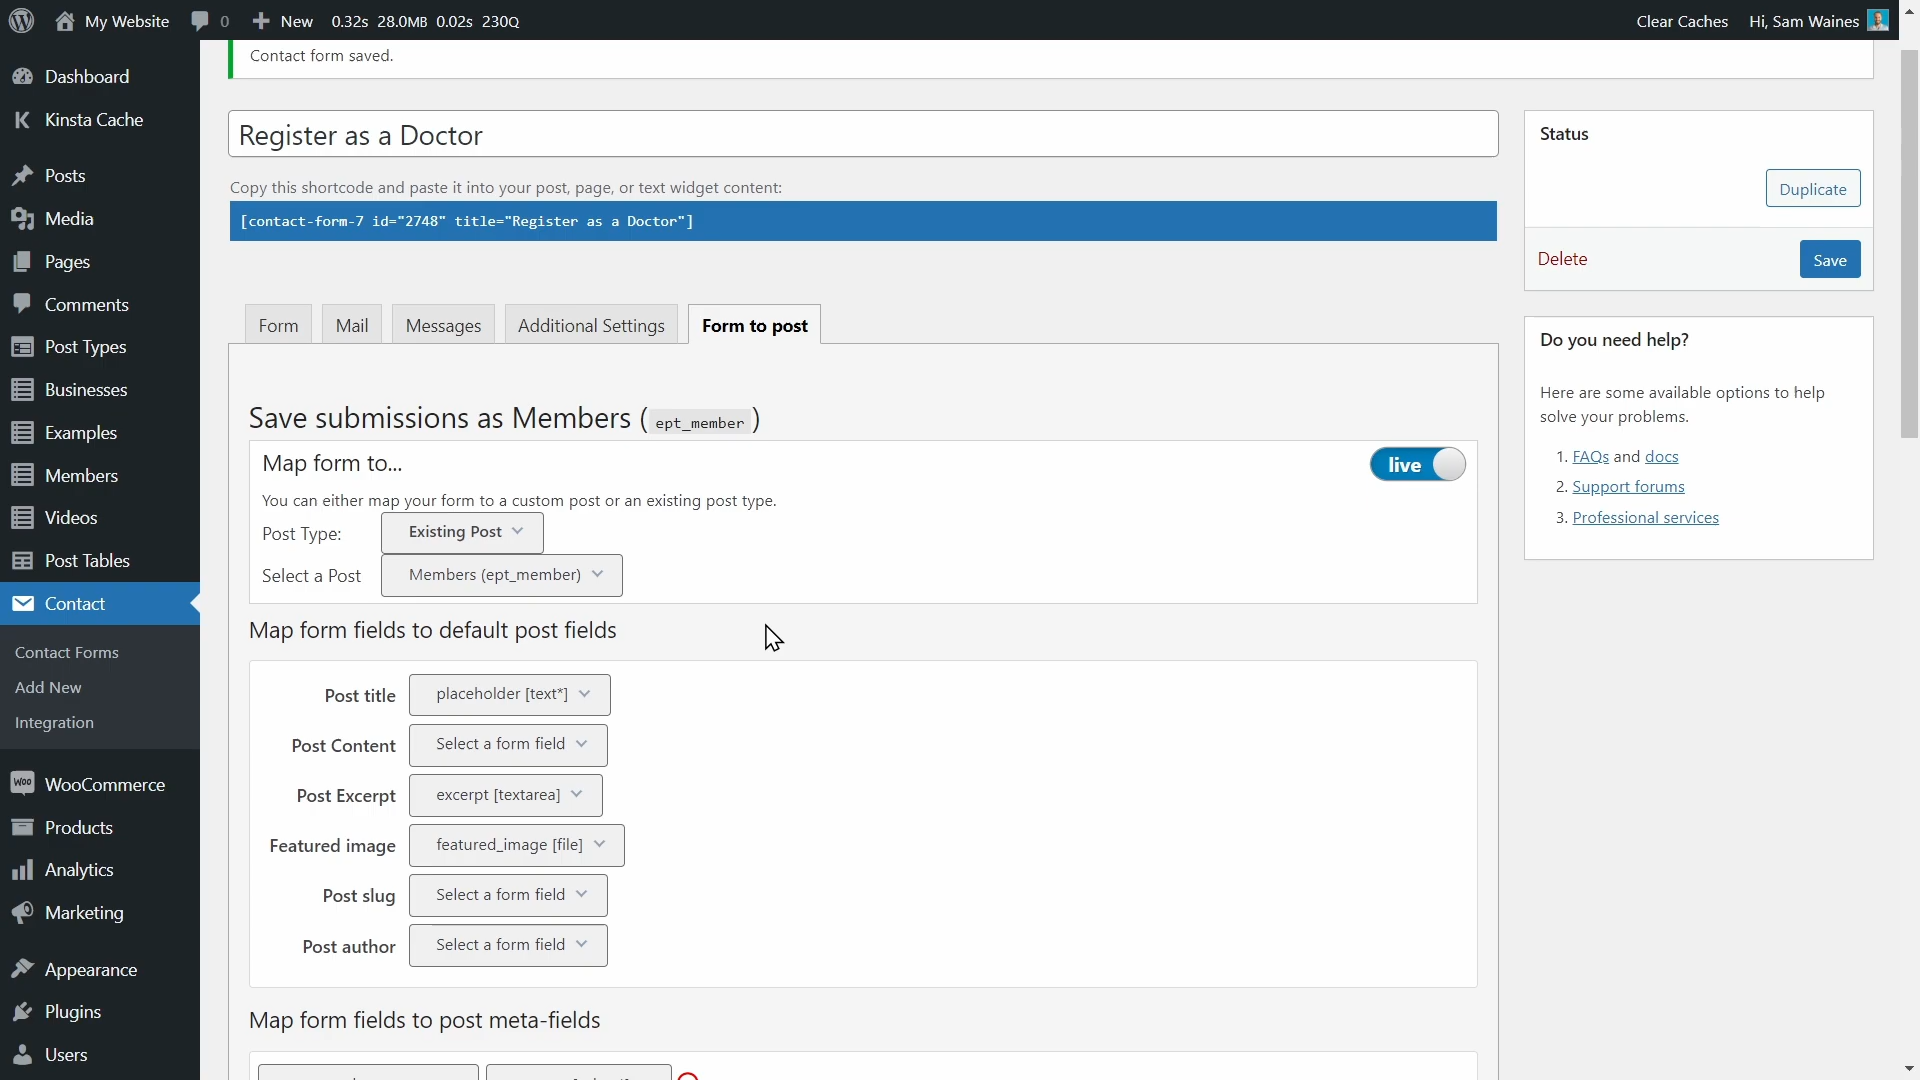 My Website 0 New 0.32s 28.0MB 0.02s 230Q Clear Caches Hi, Sam Waines
Dashboard
Kinsta Cache
Posts
Media
Pages
Comments
Post Types
Businesses
Examples
Members
Videos
Post Tables
Contact
Contact Forms
Add New
Integration
WooCommerce
Products
Analytics
Marketing
Appearance
Plugins
Users
Contact form saved.
Register as a Doctor
Copy this shortcode and paste it into your post, page, or text widget content:
[contact-form-7 id="2748" title="Register as a Doctor"]
Form Mail Messages Additional Settings Form to post
Save submissions as Members ( ept_member )
Map form to...
live
You can either map your form to a custom post or an existing post type.
Post Type: Existing Post
Select a Post Members (ept_member)
Map form fields to default post fields
Post title placeholder [text*]
Post Content Select a form field
Post Excerpt excerpt [textarea]
Featured image featured_image [file]
Post slug Select a form field
Post author Select a form field
Map form fields to post meta-fields
Status
Duplicate
Delete Save
Do you need help?
Here are some available options to help
solve your problems.
1. FAQs and docs
2. Support forums
3. Professional services